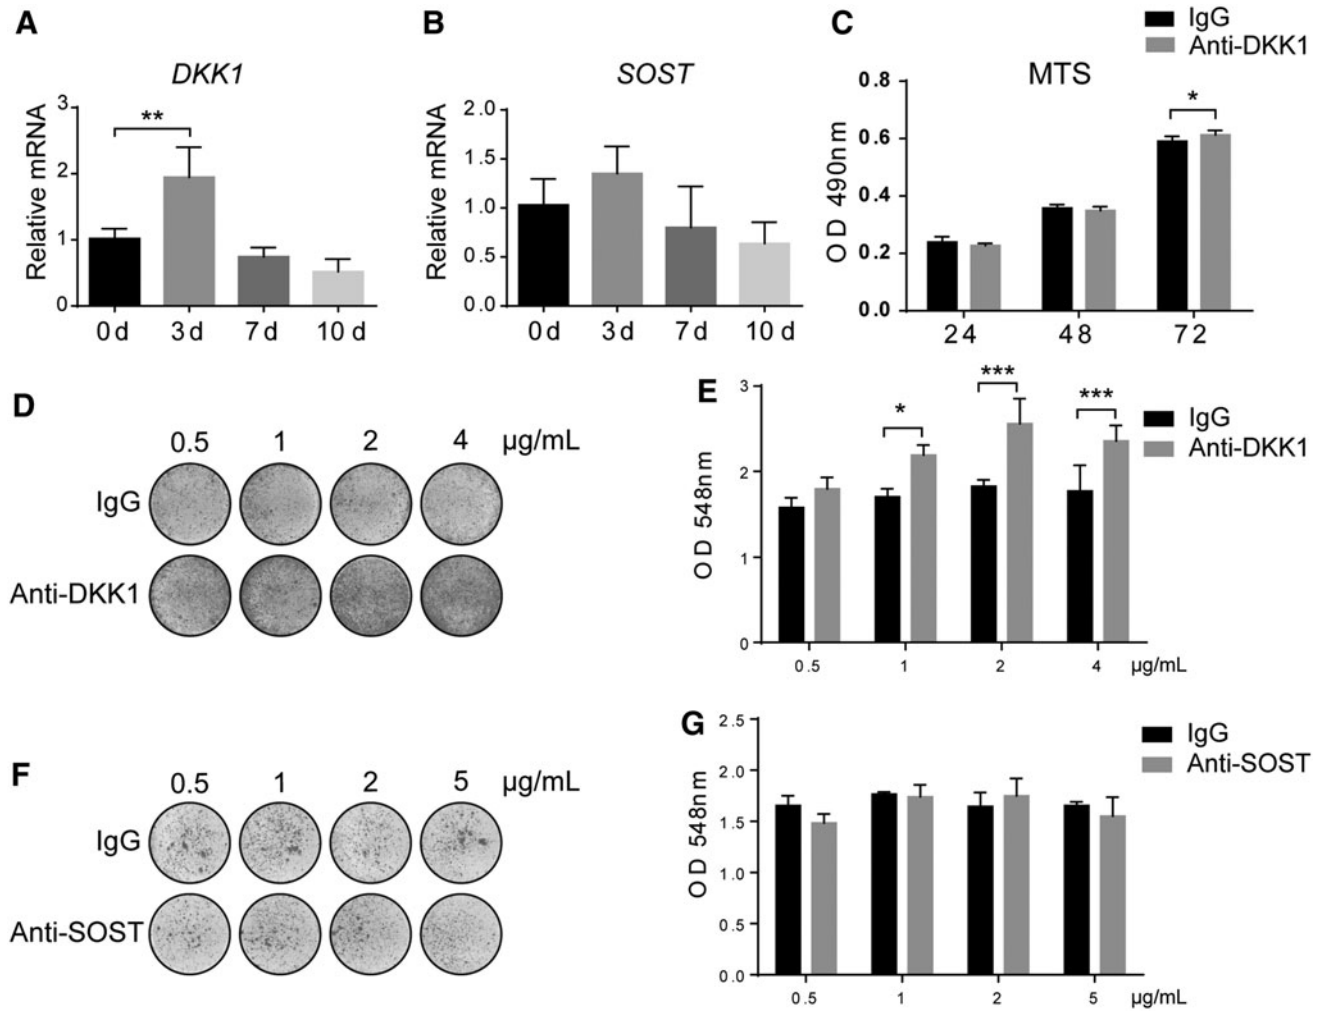 A
DKK1
Relative mRNA
3
2
1
0
**
0 d 3 d 7 d 10 d
B
SOST
Relative mRNA
2.0
1.5
1.0
0.5
0.0
0 d 3 d 7 d 10 d
C
IgG
Anti-DKK1
MTS
OD 490nm
0.8
0.6
0.4
0.2
0.0
*
24 48 72
D
0.5 1 2 4 µg/mL
IgG
Anti-DKK1
E
IgG
Anti-DKK1
OD 548nm
3
2
1
0
* *** ***
0.5 1 2 4 µg/mL
F
0.5 1 2 5 µg/mL
IgG
Anti-SOST
G
IgG
Anti-SOST
OD 548nm
2.5
2.0
1.5
1.0
0.5
0.0
0.5 1 2 5 µg/mL